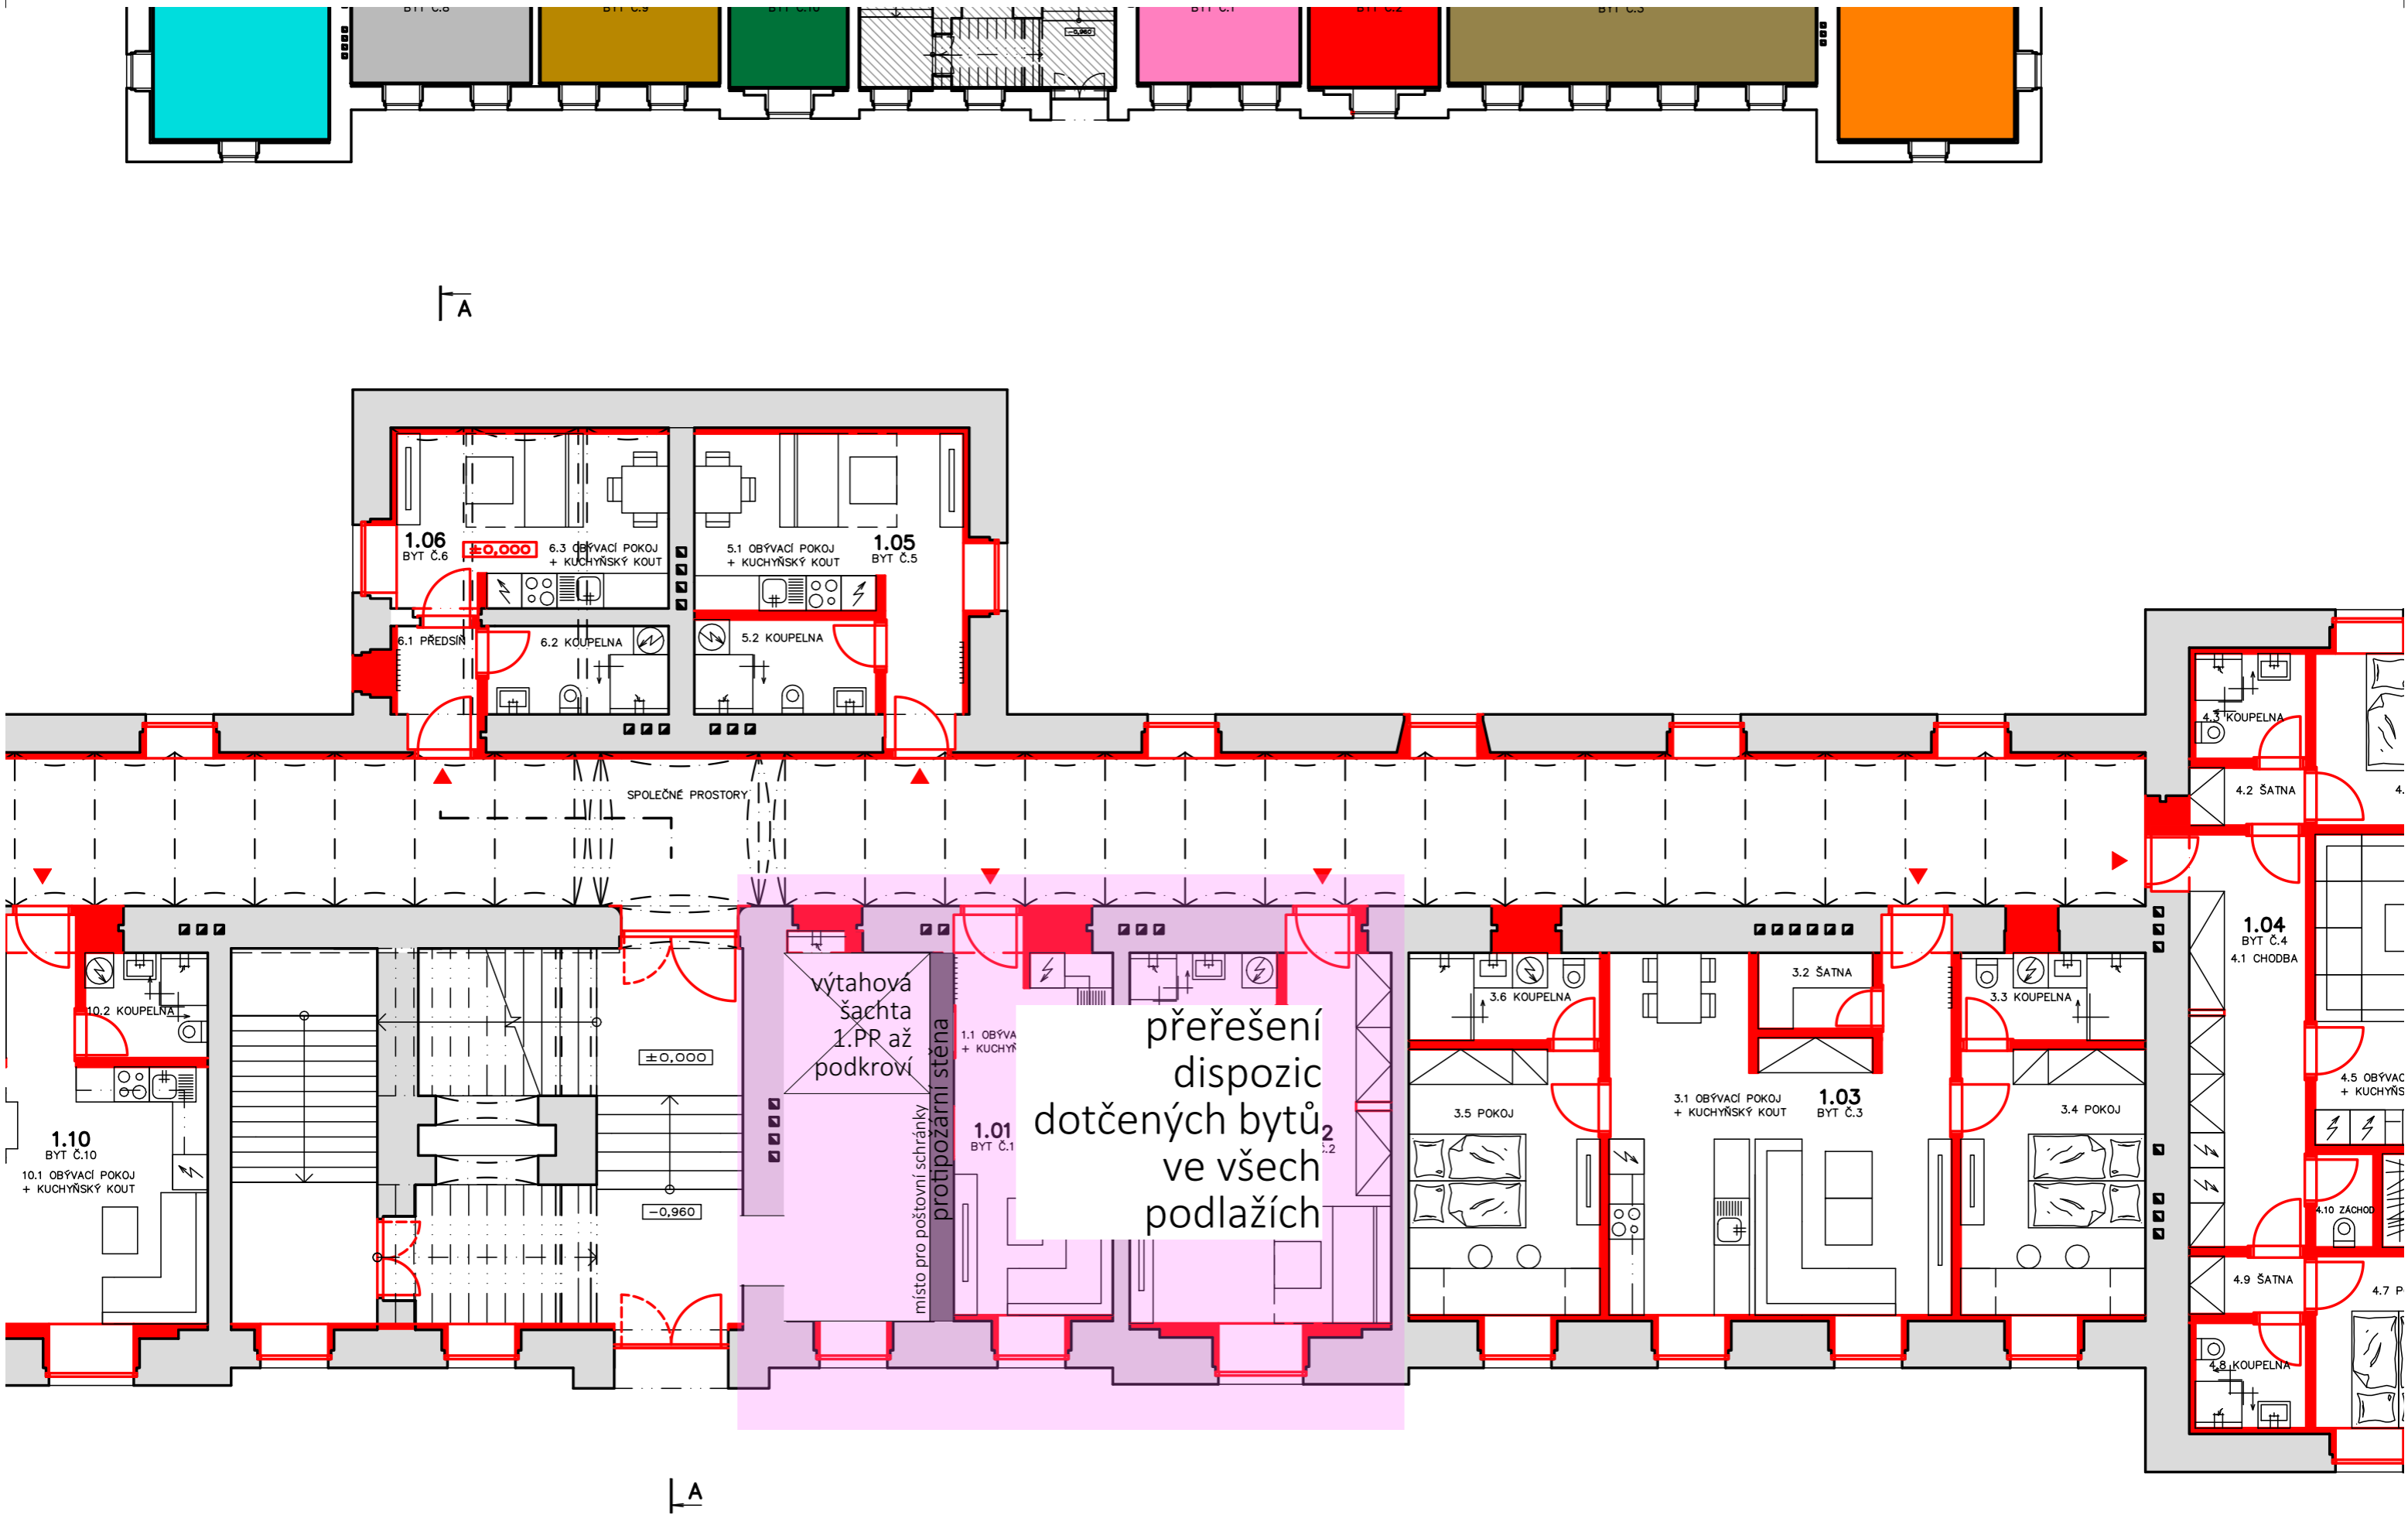 BYT Č.8
BYT Č.9
BYT Č.10
BYT Č.1
BYT Č.2
BYT Č.3
-0,960
A
1.06
BYT Č.6
±0,000
6.3 OBÝVACÍ POKOJ
+ KUCHYŇSKÝ KOUT
5.1 OBÝVACÍ POKOJ
+ KUCHYŇSKÝ KOUT
1.05
BYT Č.5
6.1 PŘEDSÍŇ
6.2 KOUPELNA
5.2 KOUPELNA
SPOLEČNÉ PROSTORY
4.3 KOUPELNA
4.2 ŠATNA
4.
1.04
BYT Č.4
4.1 CHODBA
10.2 KOUPELNA
±0,000
výtahová
šachta
1.PP až
podkroví
místo pro poštovní schránky
protipožární stěna
1.1 OBÝVA
+ KUCHYŇ
1.01
BYT Č.1
přeřešení
dispozic
dotčených bytů
ve všech
podlažích
2
Č.2
3.6 KOUPELNA
3.2 ŠATNA
3.3 KOUPELNA
3.5 POKOJ
3.1 OBÝVACÍ POKOJ
+ KUCHYŇSKÝ KOUT
1.03
BYT Č.3
3.4 POKOJ
4.5 OBÝVAC
+ KUCHYŇS
1.10
BYT Č.10
10.1 OBÝVACÍ POKOJ
+ KUCHYŇSKÝ KOUT
-0,960
4.10 ZÁCHOD
4.9 ŠATNA
4.7 P
4.8 KOUPELNA
A